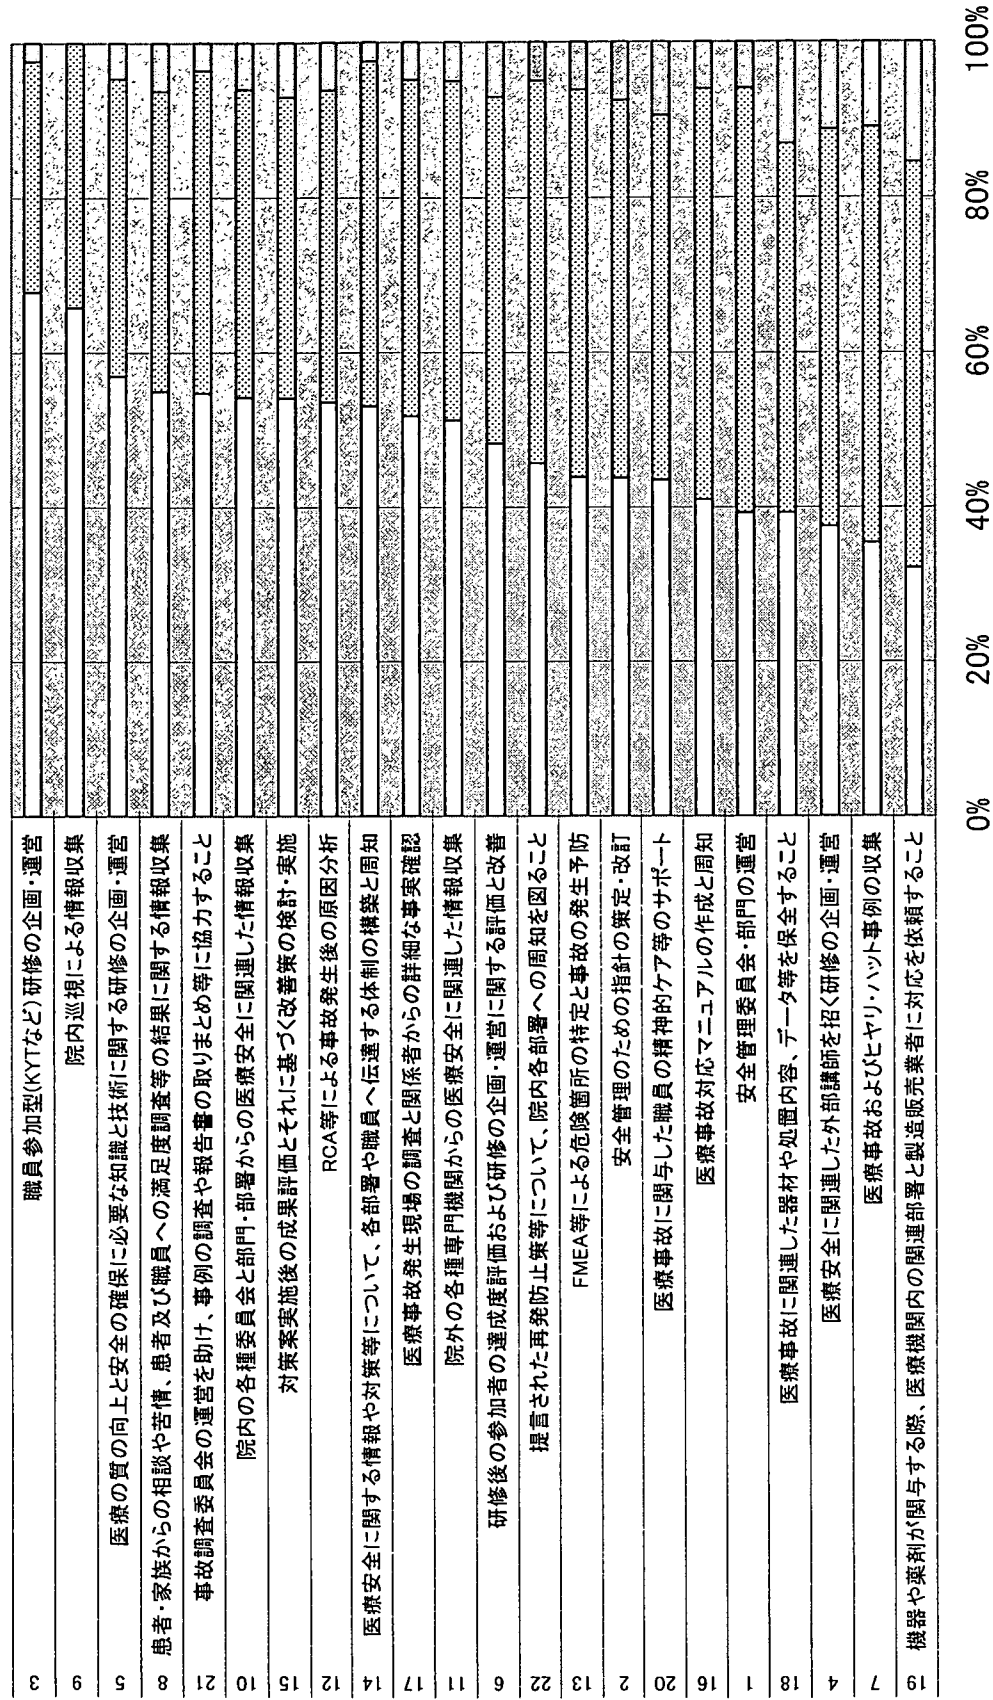 3 職員参加型(KYTなど)研修の企画・運営
9 院内巡視による情報収集
5 医療の質の向上と安全の確保に必要な知識と技術に関する研修の企画・運営
8 患者・家族からの相談や苦情、患者及び職員への満足度調査等の結果に関する情報収集
21 事故調査委員会の運営を助け、事例の調査や報告書の取りまとめ等に協力すること
10 院内の各種委員会と部門・部署からの医療安全に関連した情報収集
15 対策案実施後の成果評価とそれに基づく改善策の検討・実施
12 RCA等による事故発生後の原因分析
14 医療安全に関する情報や対策等について、各部署や職員へ伝達する体制の構築と周知
17 医療事故発生現場の調査と関係者からの詳細な事実確認
11 院外の各種専門機関からの医療安全に関連した情報収集
6 研修後の参加者の達成度評価および研修の企画・運営に関する評価と改善
22 提言された再発防止策等について、院内各部署への周知を図ること
13 FMEA等による危険箇所の特定と事故の発生予防
2 安全管理のための指針の策定・改訂
20 医療事故に関与した職員の精神的ケア等のサポート
16 医療事故対応マニュアルの作成と周知
1 安全管理委員会・部門の運営
18 医療事故に関連した器材や処置内容、データ等を保全すること
4 医療安全に関連した外部講師を招く研修の企画・運営
7 医療事故およびヒヤリ・ハット事例の収集
19 機器や薬剤が関与する際、医療機関内の関連部署と製造販売業者に対応を依頼すること
0% 20% 40% 60% 80% 100%